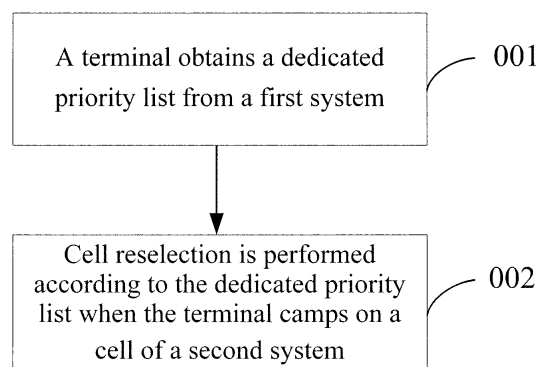 A terminal obtains a dedicated
priority list from a first system
001
Cell reselection is performed
according to the dedicated priority
list when the terminal camps on a
cell of a second system
002